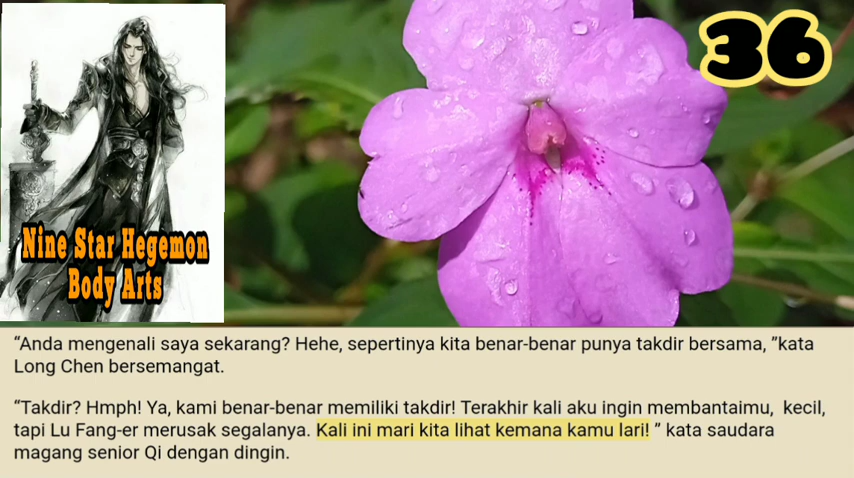 36
Nine Star Hegemon
Body Arts
“Anda mengenali saya sekarang? Hehe, sepertinya kita benar-benar punya takdir bersama, ”kata
Long Chen bersemangat.
“Takdir? Hmph! Ya, kami benar-benar memiliki takdir! Terakhir kali aku ingin membantaimu,  kecil,
tapi Lu Fang-er merusak segalanya. Kali ini mari kita lihat kemana kamu lari! ” kata saudara
magang senior Qi dengan dingin.